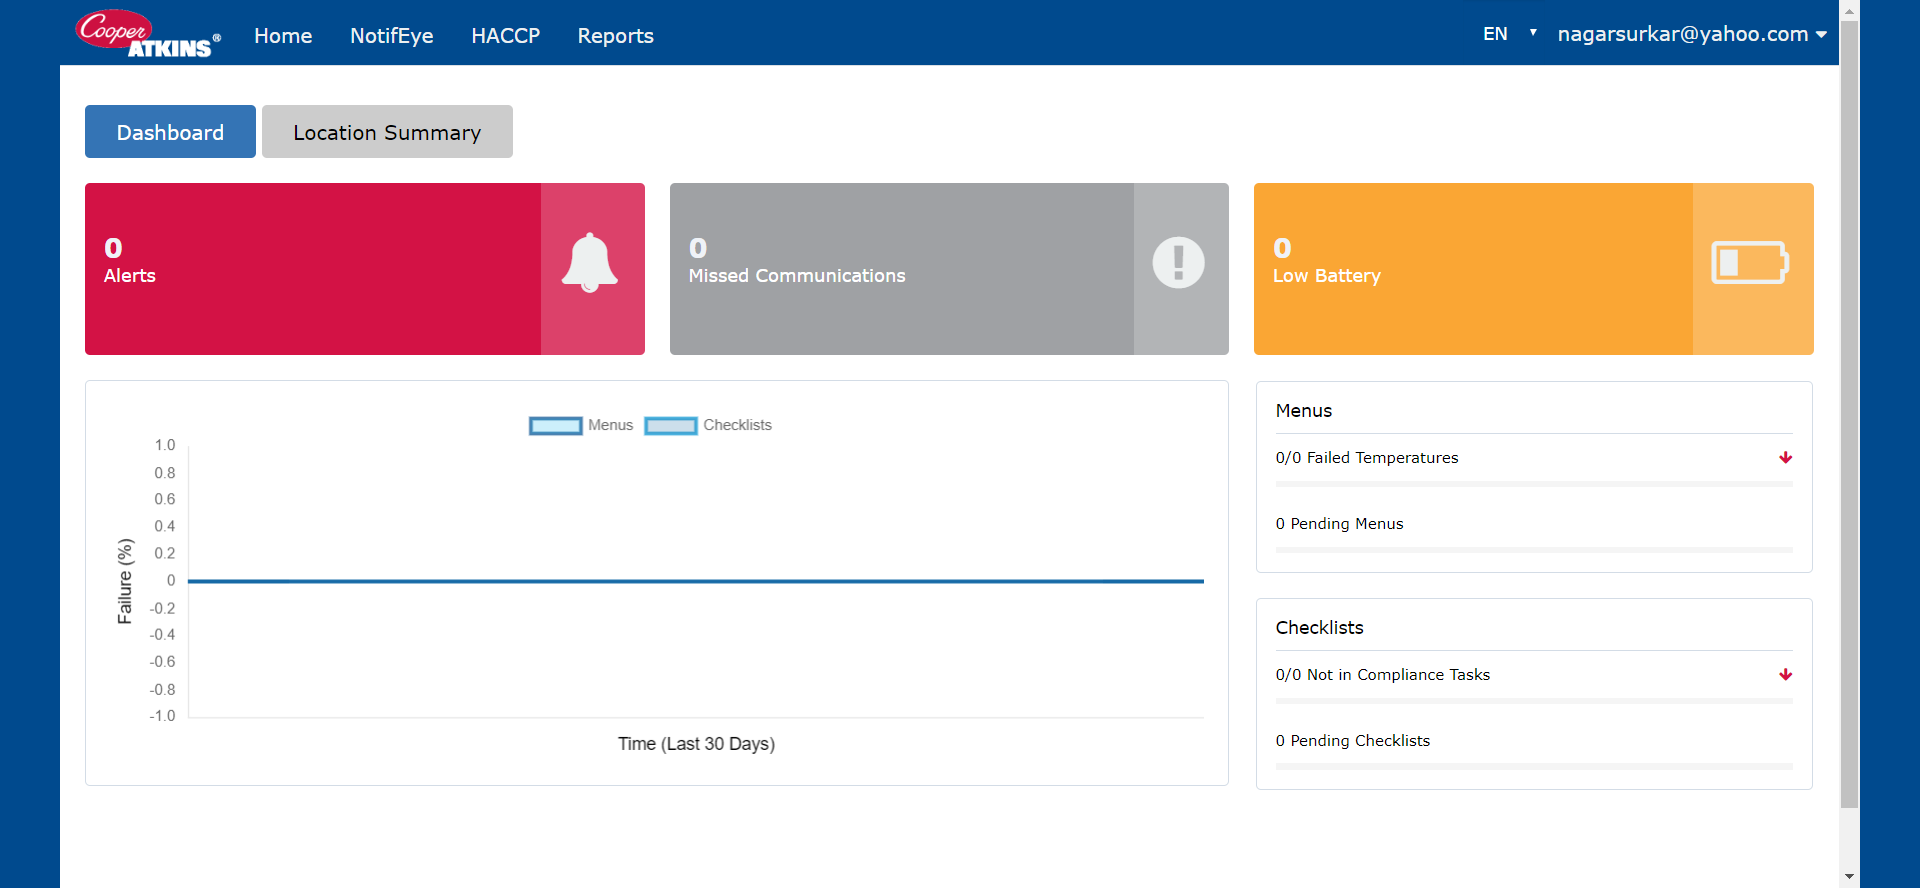 Cooper
ATKINS®
Home NotifEye HACCP Reports
EN nagarsurkar@yahoo.com
Dashboard Location Summary
0
Alerts
0
Missed Communications
0
Low Battery
Menus Checklists
1.0
0.8
0.6
0.4
0.2
0
-0.2
-0.4
-0.6
-0.8
-1.0
Failure (%)
Time (Last 30 Days)
Menus
0/0 Failed Temperatures
0 Pending Menus
Checklists
0/0 Not in Compliance Tasks
0 Pending Checklists